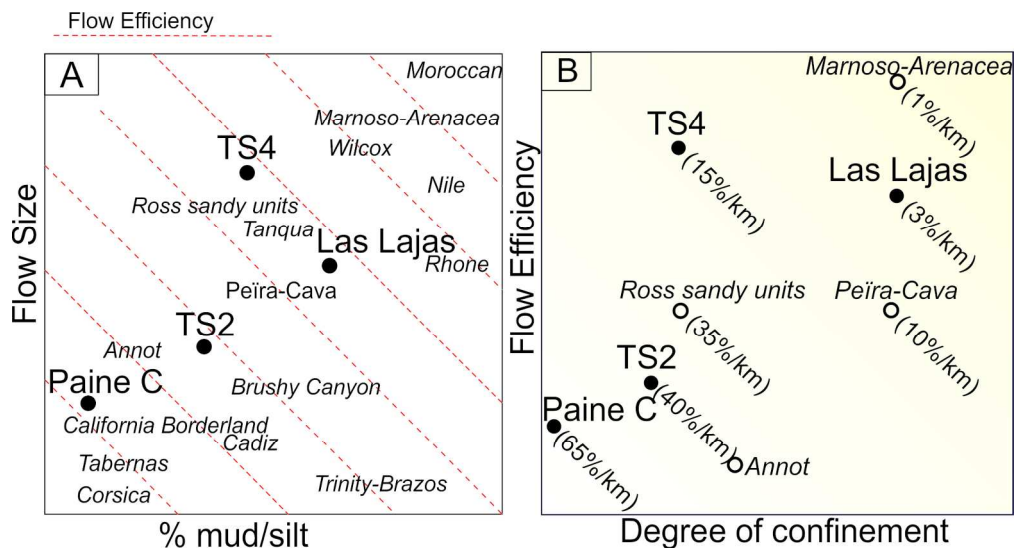 Flow Efficiency
A
Moroccan
Marnoso-Arenacea
Wilcox
TS4
Nile
Ross sandy units
Tanqua
Las Lajas
Rhone
Peïra-Cava
TS2
Annot
Paine C
Brushy Canyon
California Borderland
Cadiz
Tabernas
Trinity-Brazos
Corsica
Flow Size
% mud/silt
B
Marnoso-Arenacea
(1%/km)
TS4
(15%/km)
Las Lajas
(3%/km)
Ross sandy units
(35%/km)
Peïra-Cava
(10%/km)
TS2
(40%/km)
Paine C
(65%/km)
Annot
Flow Efficiency
Degree of confinement